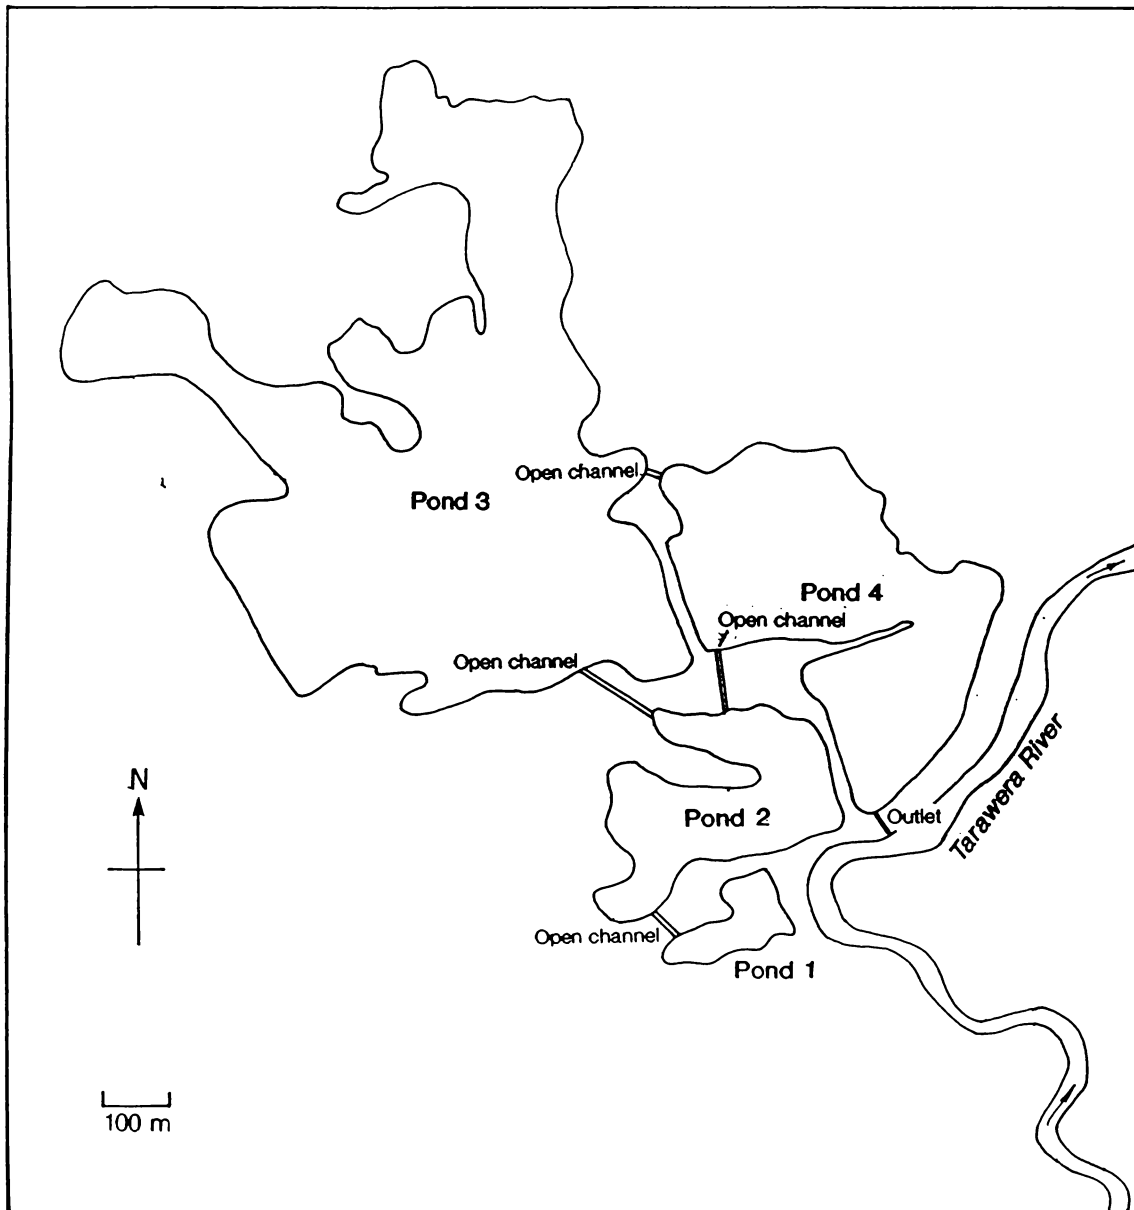 Open channel
Pond 3
Pond 4
Open channel
Open channel
N
Pond 2
Outlet
Tarawera River
Open channel
Pond 1
100 m